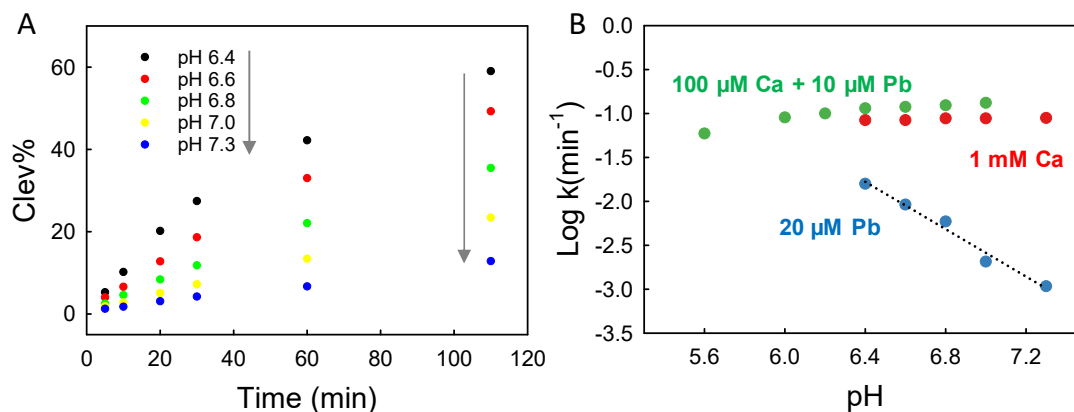 A
Clev%
60
40
20
0
pH 6.4
pH 6.6
pH 6.8
pH 7.0
pH 7.3
0 20 40 60 80 100 120
Time (min)
B
Log k(min⁻¹)
0.0
-0.5
-1.0
-1.5
-2.0
-2.5
-3.0
-3.5
100 µM Ca + 10 µM Pb
1 mM Ca
20 µM Pb
5.6 6.0 6.4 6.8 7.2
pH